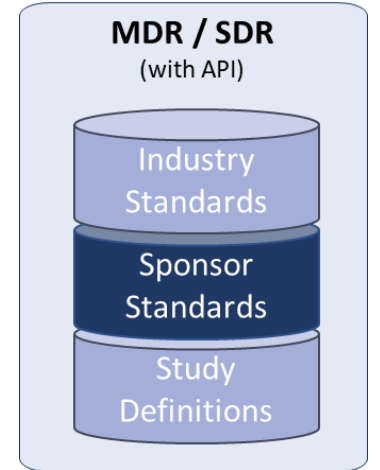 MDR / SDR
(with API)
Industry
Standards
Sponsor
Standards
Study
Definitions